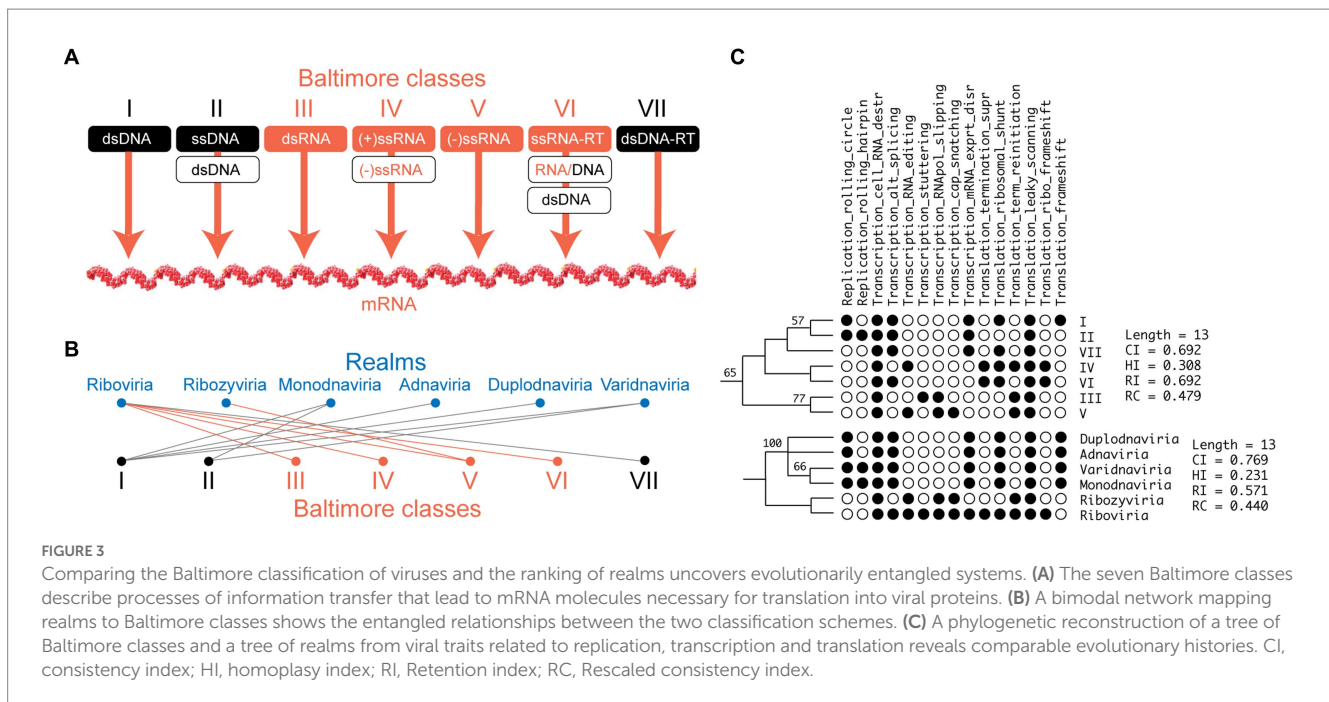 A
Baltimore classes
I II III IV V VI VII
dsDNA ssDNA dsRNA (+)ssRNA (-)ssRNA ssRNA-RT dsDNA-RT
dsDNA (-)ssRNA RNA/DNA
dsDNA
mRNA
B
Realms
Riboviria Ribozyviria Monodnaviria Adnaviria Duplodnaviria Varidnaviria
I II III IV V VI VII
Baltimore classes
C
Replication_rolling_circle
Replication_rolling_hairpin
Transcription_cell_RNA_destr
Transcription_alt_splicing
Transcription_RNA_editing
Transcription_stuttering
Transcription_RNApol_slipping
Transcription_cap_snatching
Transcription_mRNA_exprt_disr
Translation_termination_supr
Translation_ribosomal_shunt
Translation_term_reinitiation
Translation_leaky_scanning
Translation_ribo_frameshift
Translation_frameshift
57
65
77
I
II
VII
IV
VI
III
V
Length = 13
CI = 0.692
HI = 0.308
RI = 0.692
RC = 0.479
100
66
Duplodnaviria
Adnaviria
Varidnaviria
Monodnaviria
Ribozyviria
Riboviria
Length = 13
CI = 0.769
HI = 0.231
RI = 0.571
RC = 0.440
FIGURE 3
Comparing the Baltimore classification of viruses and the ranking of realms uncovers evolutionarily entangled systems. (A) The seven Baltimore classes
describe processes of information transfer that lead to mRNA molecules necessary for translation into viral proteins. (B) A bimodal network mapping
realms to Baltimore classes shows the entangled relationships between the two classification schemes. (C) A phylogenetic reconstruction of a tree of
Baltimore classes and a tree of realms from viral traits related to replication, transcription and translation reveals comparable evolutionary histories. CI,
consistency index; HI, homoplasy index; RI, Retention index; RC, Rescaled consistency index.